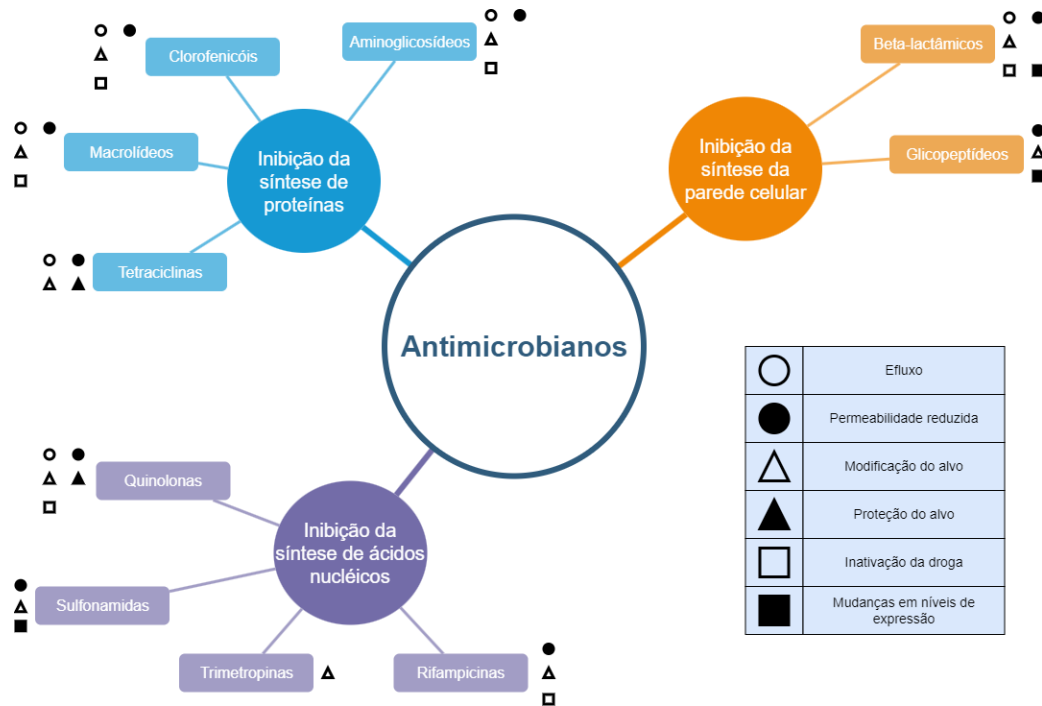 Clorofenicóis
Aminoglicosídeos
Macrolídeos
Tetraciclinas
Inibição da
síntese de
proteínas
Beta-lactâmicos
Glicopeptídeos
Inibição da
síntese da
parede celular
Antimicrobianos
Quinolonas
Sulfonamidas
Trimetropinas
Rifampicinas
Inibição da
síntese de ácidos
nucléicos
Efluxo
Permeabilidade reduzida
Modificação do alvo
Proteção do alvo
Inativação da droga
Mudanças em níveis de
expressão